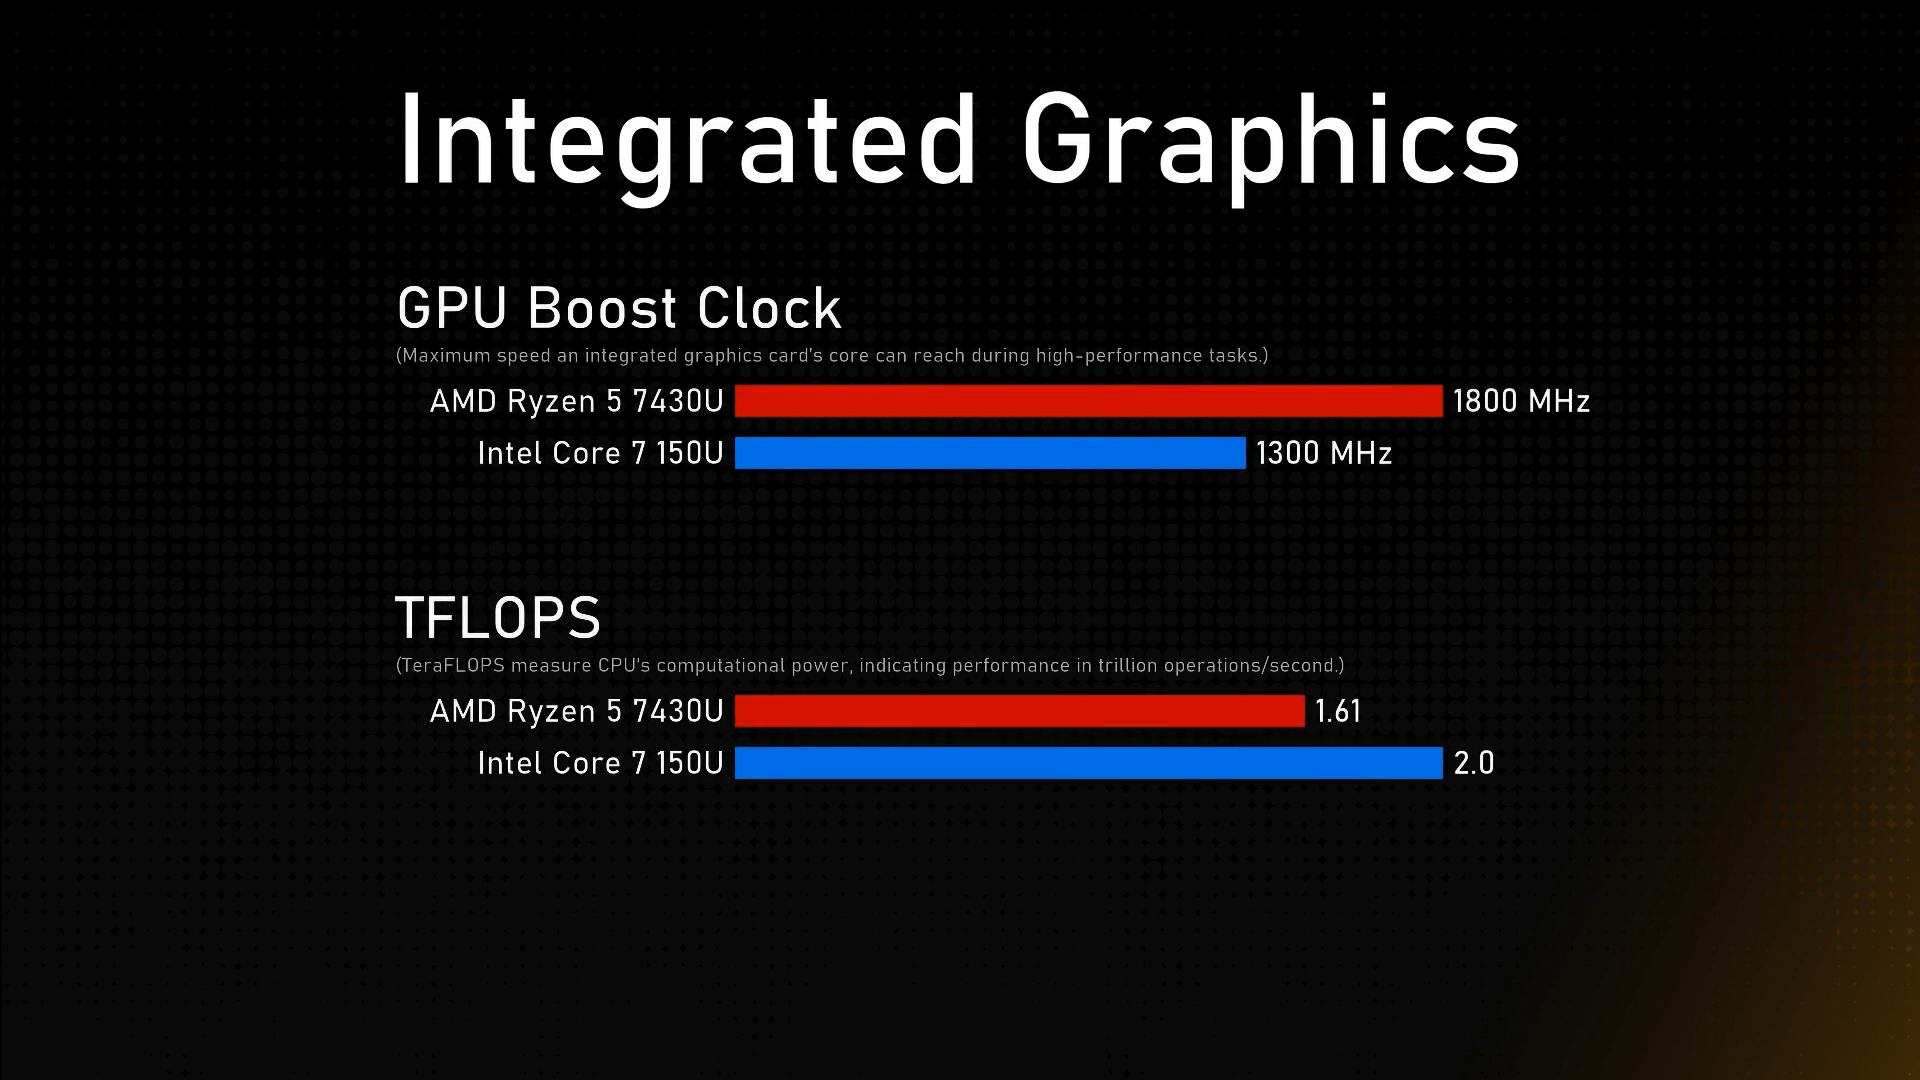 Integrated Graphics
GPU Boost Clock
(Maximum speed an integrated graphics card's core can reach during high-performance tasks.)
AMD Ryzen 5 7430U 1800 MHz
Intel Core 7 150U 1300 MHz
TFLOPS
(TeraFLOPS measure CPU's computational power, indicating performance in trillion operations/second.)
AMD Ryzen 5 7430U 1.61
Intel Core 7 150U 2.0